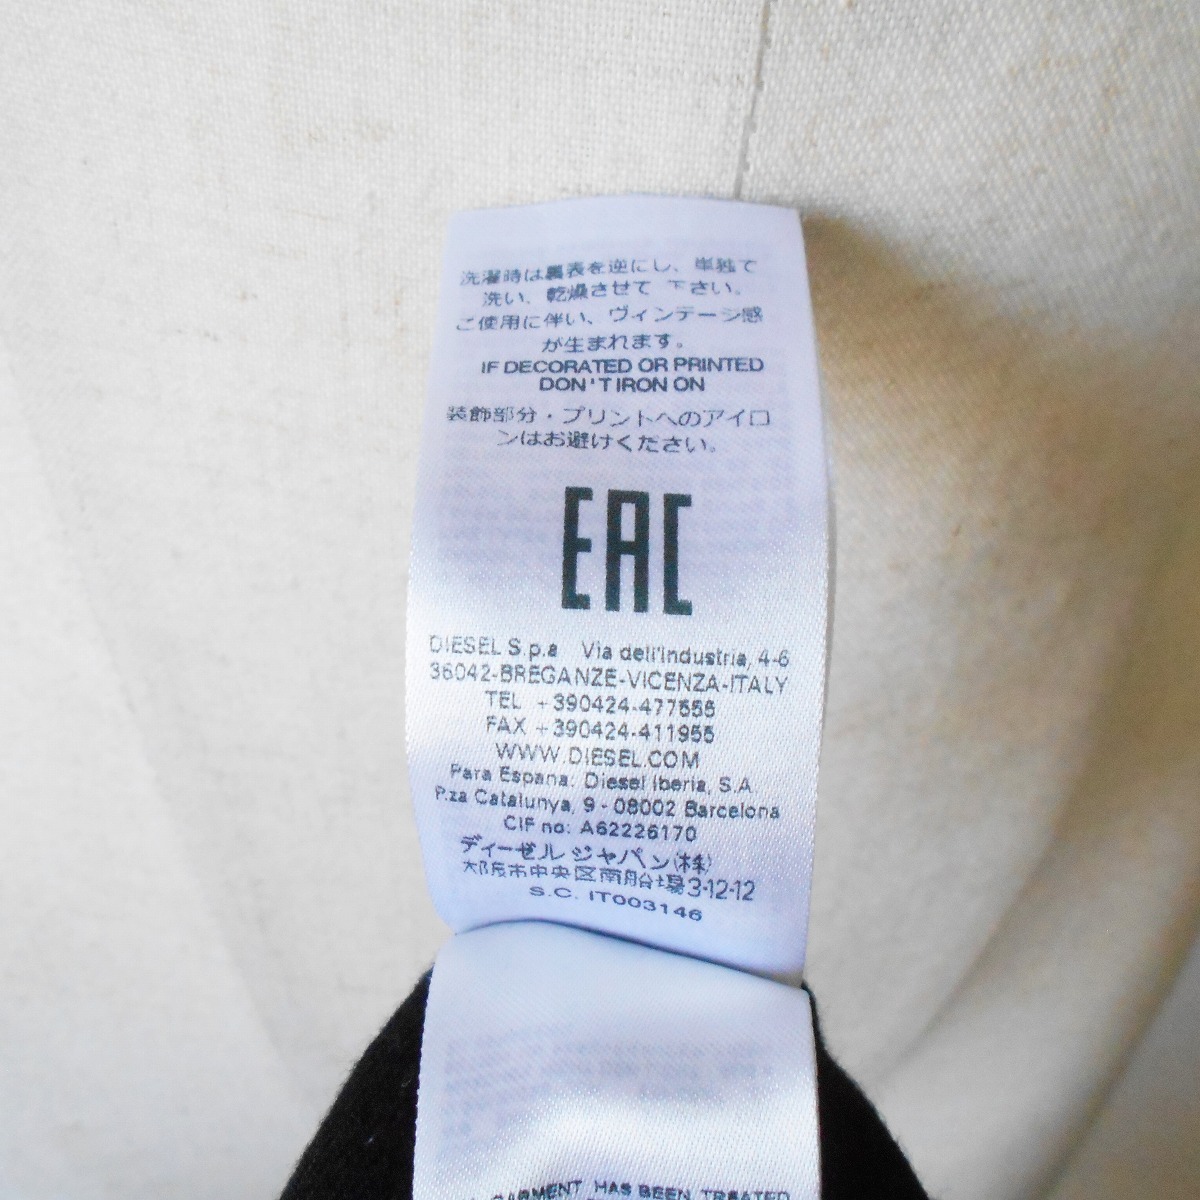 洗濯時は裏表を逆にし、単独で
洗い、乾燥させて 下さい。
ご使用に伴い、ヴィンテージ感
が生まれます。
IF DECORATED OR PRINTED
DON'T IRON ON
装飾部分・プリントへのアイロ
ンはお避けください。
EAC
DIESEL S.p.a Via dell'Industria, 4-6
36042-BREGANZE-VICENZA-ITALY
TEL +390424-477555
FAX +390424-411955
WWW.DIESEL.COM
Para Espana: Diesel Iberia, S.A.
P.za Catalunya, 9 - 08002 Barcelona
CIF no: A62226170
ディーゼル ジャパン(株)
大阪市中央区南船場3-12-12
S.C. IT003146
GARMENT HAS BEEN TREATED